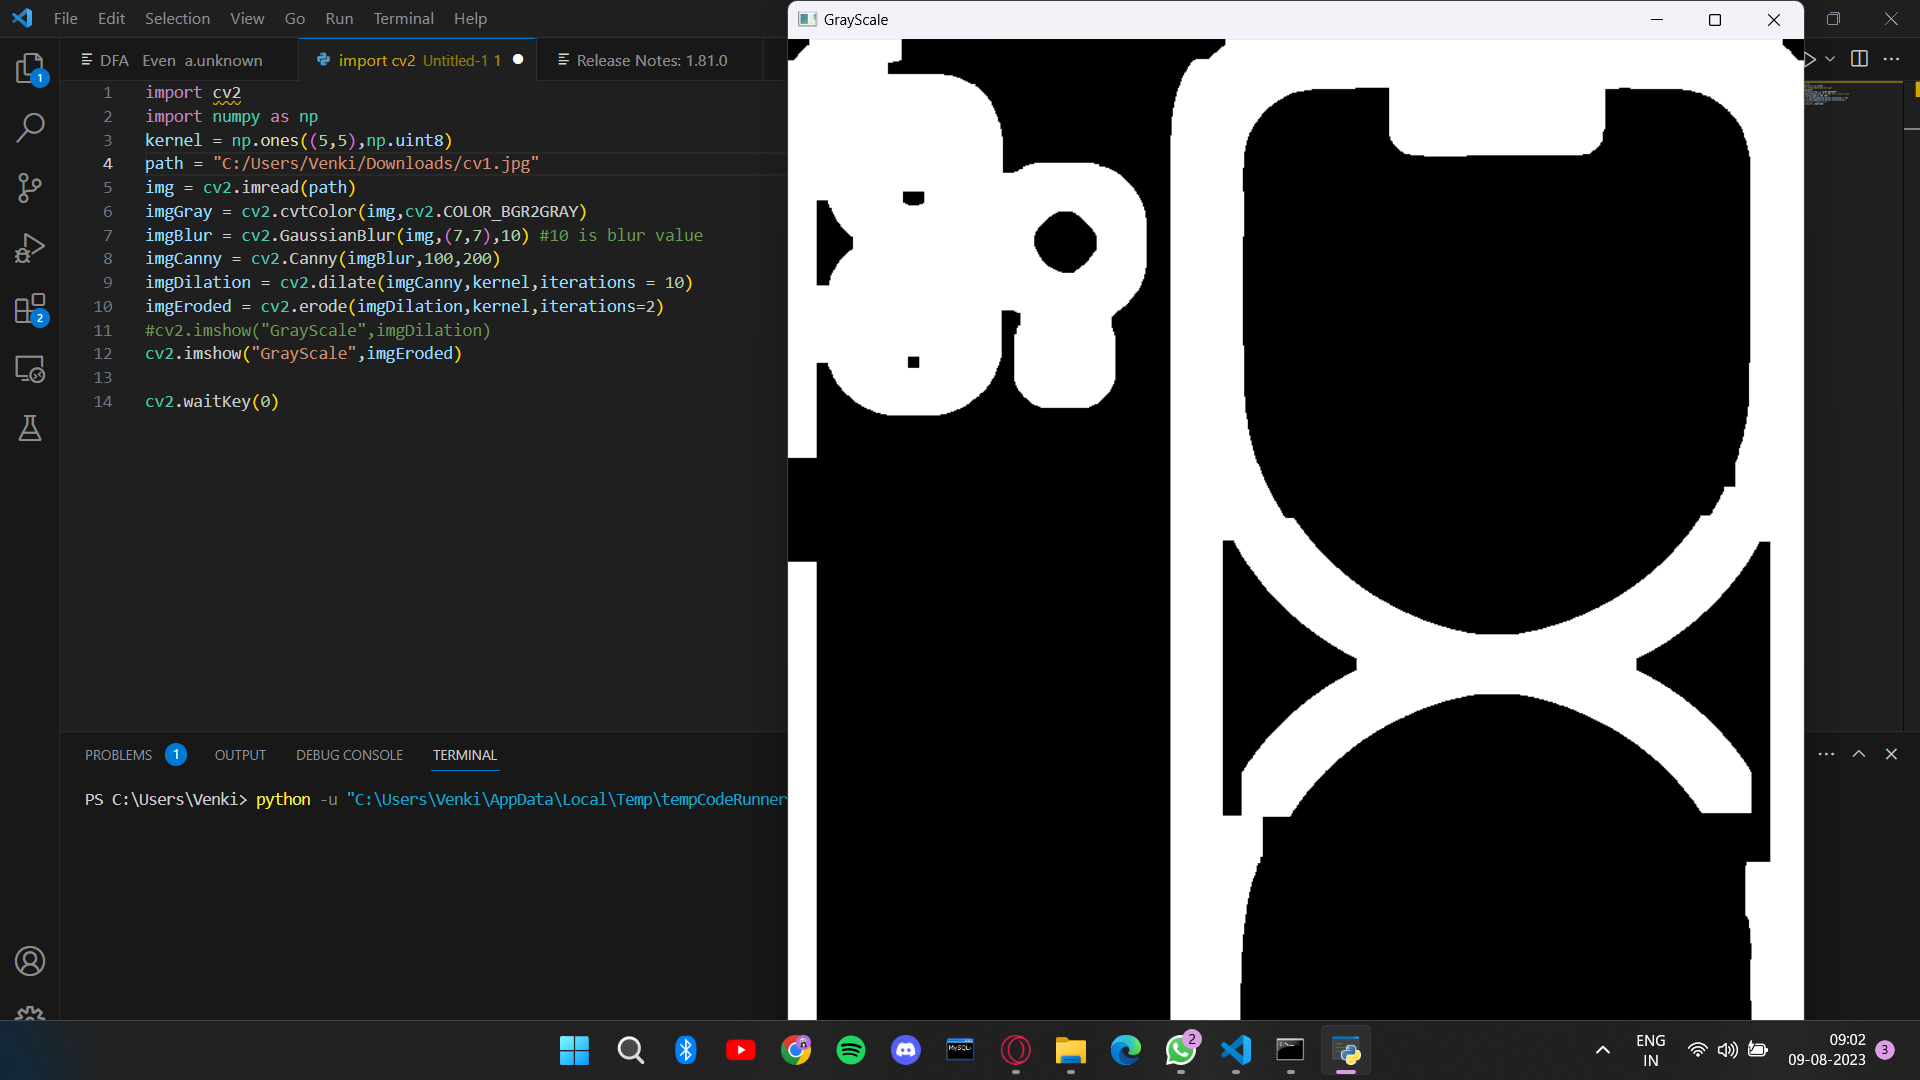 File Edit Selection View Go Run Terminal Help
DFA Even a.unknown
import cv2 Untitled-1 1
Release Notes: 1.81.0
1 import cv2
2 import numpy as np
3 kernel = np.ones((5,5),np.uint8)
4 path = "C:/Users/Venki/Downloads/cv1.jpg"
5 img = cv2.imread(path)
6 imgGray = cv2.cvtColor(img,cv2.COLOR_BGR2GRAY)
7 imgBlur = cv2.GaussianBlur(img,(7,7),10) #10 is blur value
8 imgCanny = cv2.Canny(imgBlur,100,200)
9 imgDilation = cv2.dilate(imgCanny,kernel,iterations = 10)
10 imgEroded = cv2.erode(imgDilation,kernel,iterations=2)
11 #cv2.imshow("GrayScale",imgDilation)
12 cv2.imshow("GrayScale",imgEroded)
13
14 cv2.waitKey(0)
1
2
GrayScale
PROBLEMS 1 OUTPUT DEBUG CONSOLE TERMINAL
PS C:\Users\Venki> python -u "C:\Users\Venki\AppData\Local\Temp\tempCodeRunner
MySQL
2
ENG
IN
09:02
09-08-2023
3